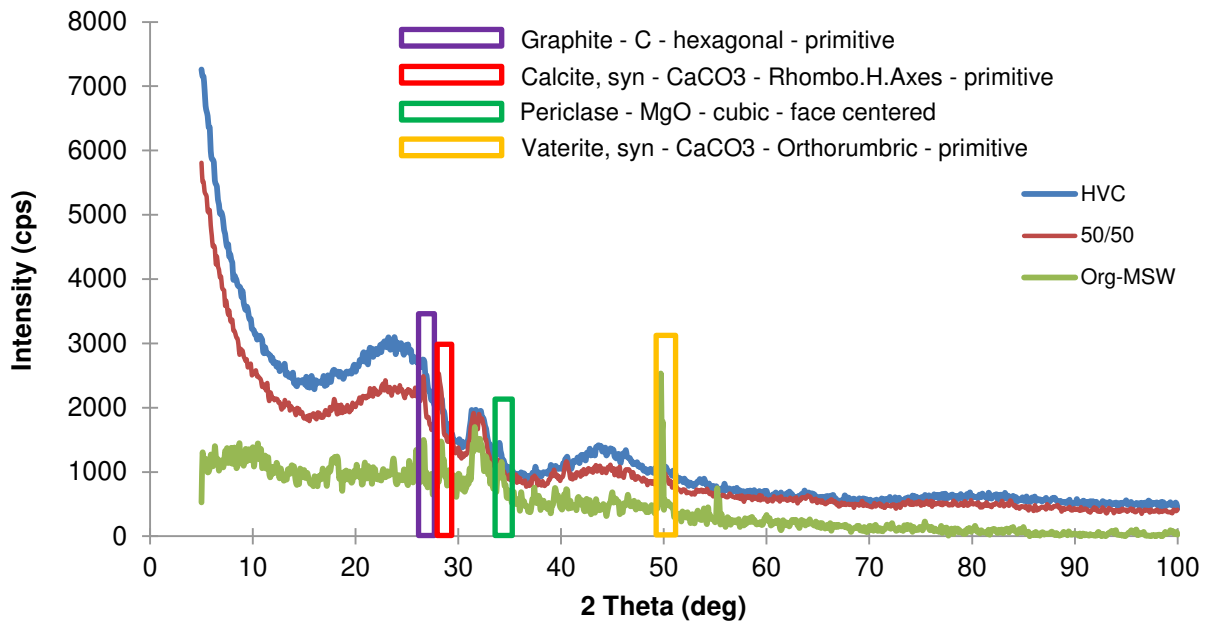 8000
7000
6000
5000
4000
3000
2000
1000
0
Intensity (cps)
Graphite - C - hexagonal - primitive
Calcite, syn - CaCO3 - Rhombo.H.Axes - primitive
Periclase - MgO - cubic - face centered
Vaterite, syn - CaCO3 - Orthorumbric - primitive
HVC
50/50
Org-MSW
0 10 20 30 40 50 60 70 80 90 100
2 Theta (deg)